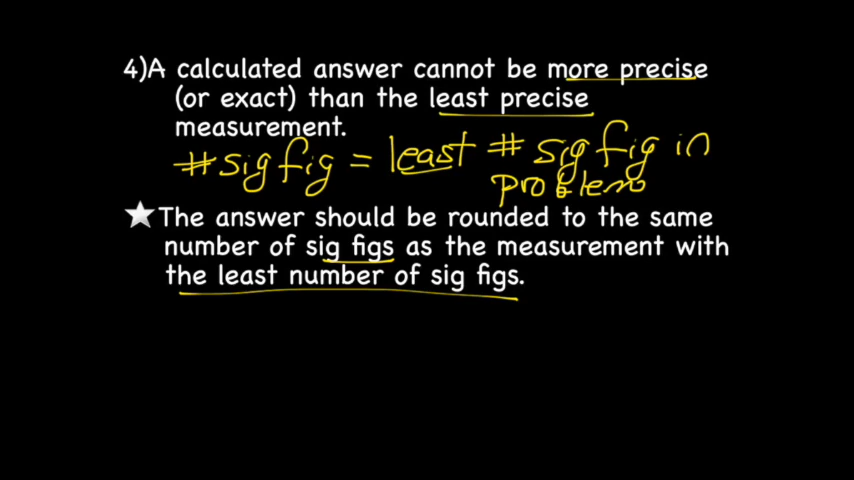 4)A calculated answer cannot be more precise
(or exact) than the least precise
measurement.
# sig fig = least # sig fig in
problem
The answer should be rounded to the same
number of sig figs as the measurement with
the least number of sig figs.